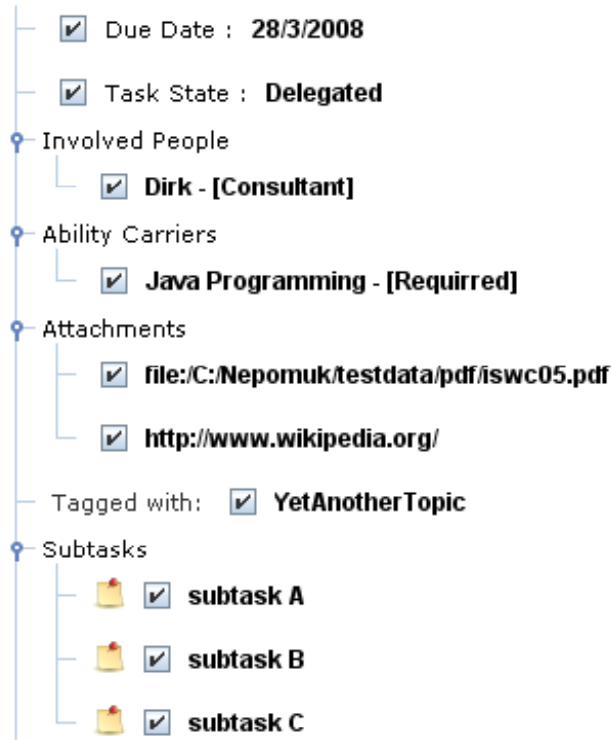 Due Date : 28/3/2008
Task State : Delegated
Involved People
Dirk - [Consultant]
Ability Carriers
Java Programming - [Requirred]
Attachments
file:/C:/Nepomuk/testdata/pdf/iswc05.pdf
http://www.wikipedia.org/
Tagged with: YetAnotherTopic
Subtasks
subtask A
subtask B
subtask C